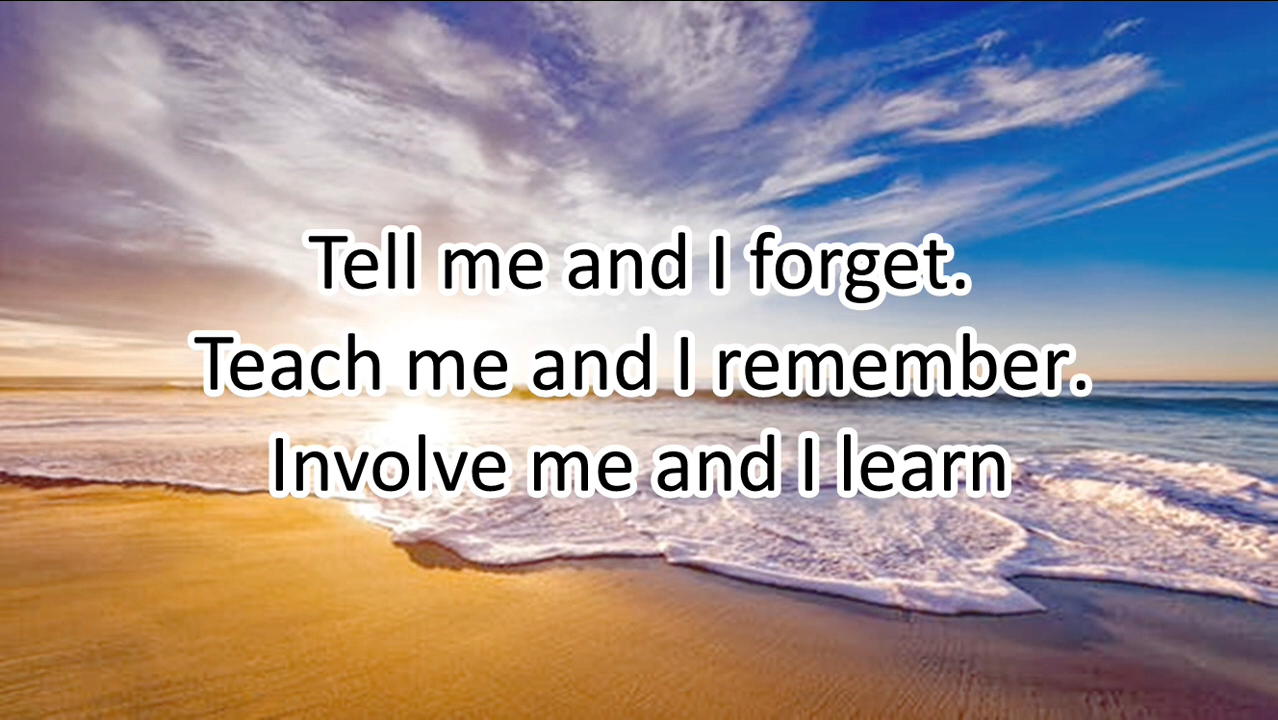 Tell me and I forget.
Teach me and I remember.
Involve me and I learn